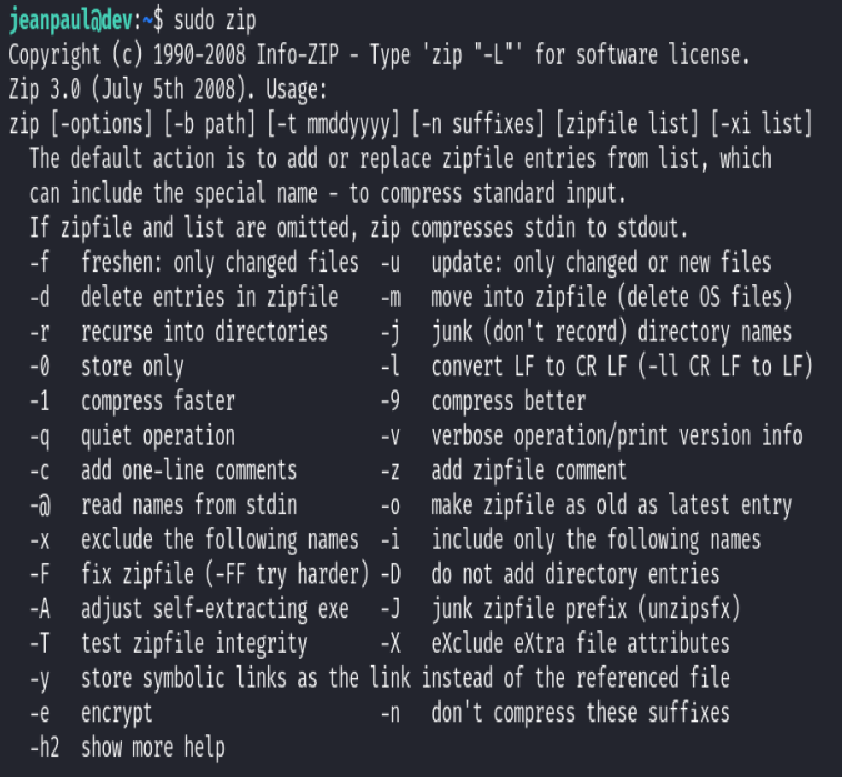 jeanpaul@dev:~$ sudo zip
Copyright (c) 1990-2008 Info-ZIP - Type 'zip "-L"' for software license.
Zip 3.0 (July 5th 2008). Usage:
zip [-options] [-b path] [-t mmddyyyy] [-n suffixes] [zipfile list] [-xi list]
  The default action is to add or replace zipfile entries from list, which
  can include the special name - to compress standard input.
  If zipfile and list are omitted, zip compresses stdin to stdout.
  -f   freshen: only changed files  -u   update: only changed or new files
  -d   delete entries in zipfile    -m   move into zipfile (delete OS files)
  -r   recurse into directories     -j   junk (don't record) directory names
  -0   store only                   -l   convert LF to CR LF (-ll CR LF to LF)
  -1   compress faster              -9   compress better
  -q   quiet operation              -v   verbose operation/print version info
  -c   add one-line comments        -z   add zipfile comment
  -@   read names from stdin        -o   make zipfile as old as latest entry
  -x   exclude the following names  -i   include only the following names
  -F   fix zipfile (-FF try harder) -D   do not add directory entries
  -A   adjust self-extracting exe   -J   junk zipfile prefix (unzipsfx)
  -T   test zipfile integrity       -X   eXclude eXtra file attributes
  -y   store symbolic links as the link instead of the referenced file
  -e   encrypt                      -n   don't compress these suffixes
  -h2  show more help